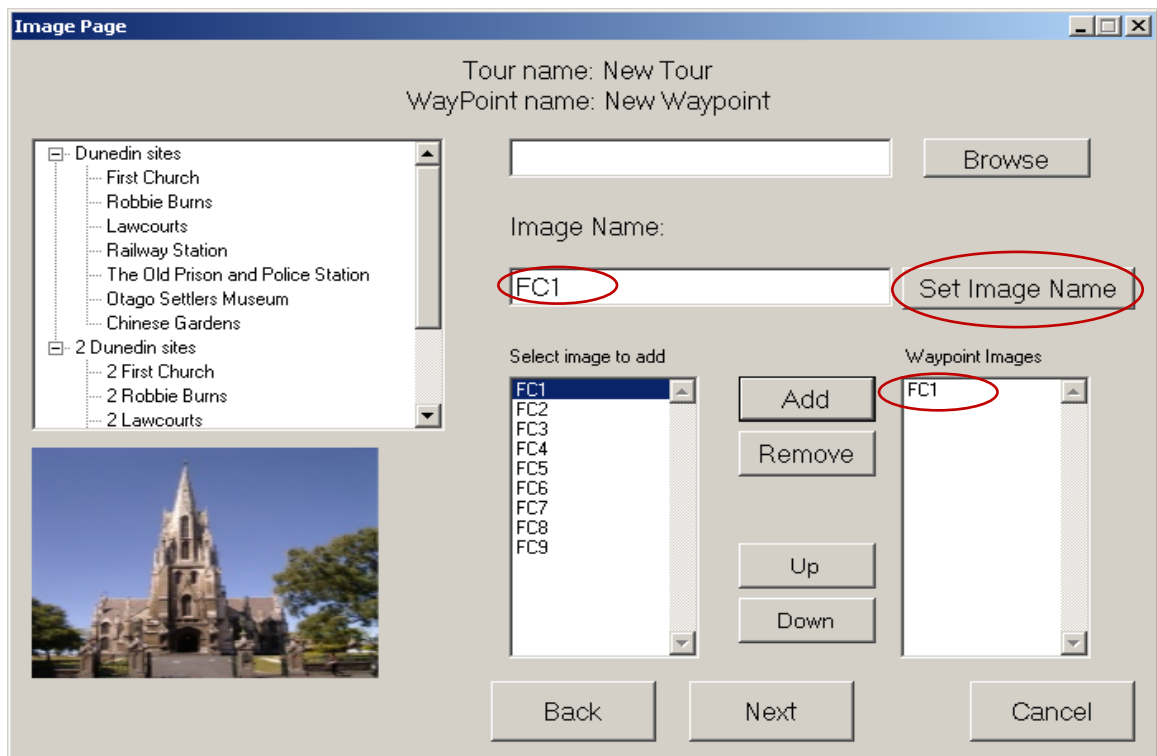 Image Page
Tour name: New Tour
WayPoint name: New Waypoint
Dunedin sites
First Church
Robbie Burns
Lawcourts
Railway Station
The Old Prison and Police Station
Otago Settlers Museum
Chinese Gardens
2 Dunedin sites
2 First Church
2 Robbie Burns
2 Lawcourts
Browse
Image Name:
FC1
Set Image Name
Select image to add
FC1
FC2
FC3
FC4
FC5
FC6
FC7
FC8
FC9
Add
Remove
Up
Down
Waypoint Images
FC1
Back
Next
Cancel